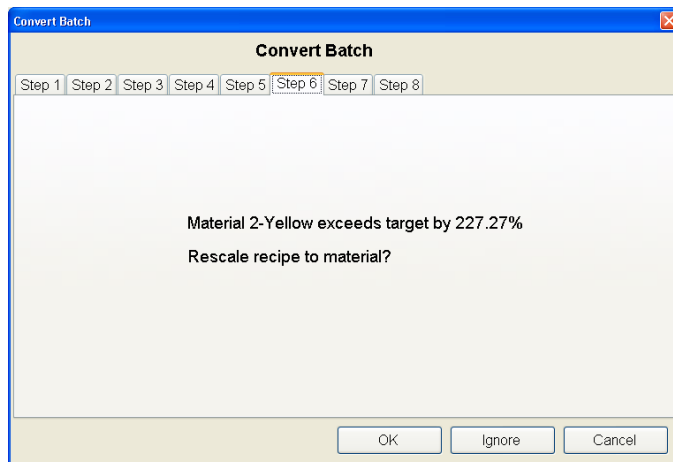 Convert Batch
Convert Batch
Step 1 Step 2 Step 3 Step 4 Step 5 Step 6 Step 7 Step 8
Material 2-Yellow exceeds target by 227.27%
Rescale recipe to material?
OK Ignore Cancel